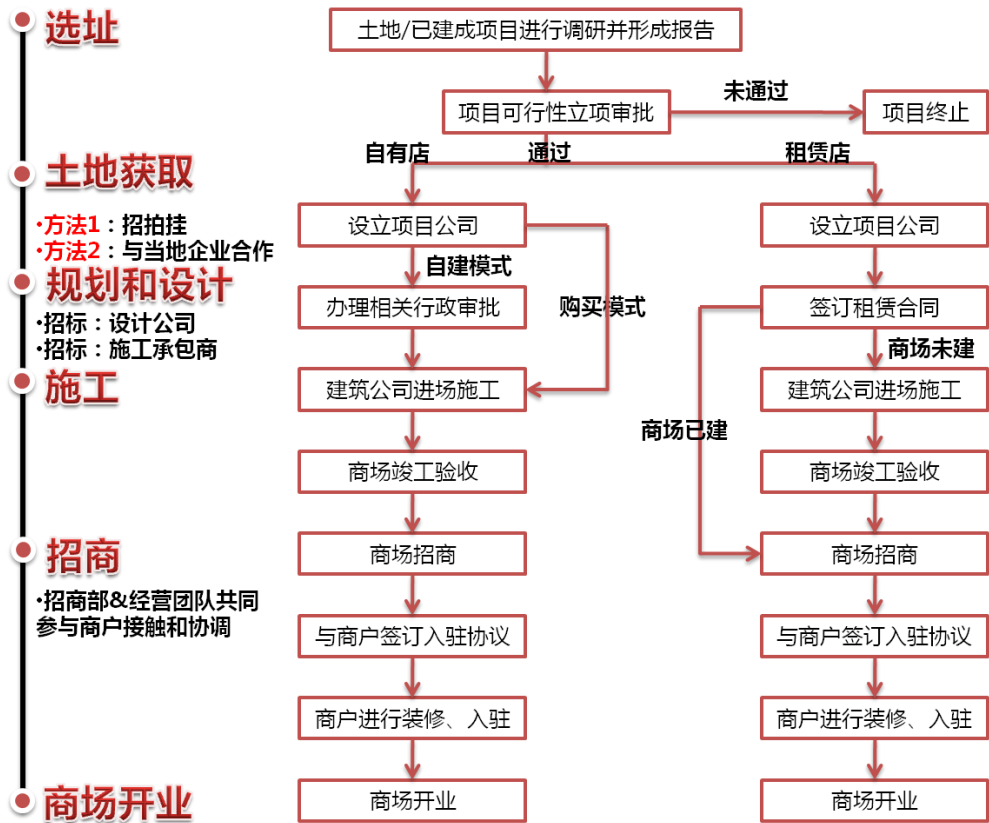 选址
土地/已建成项目进行调研并形成报告
未通过
项目可行性立项审批
项目终止
自有店
通过
租赁店
土地获取
•方法1：招拍挂
•方法2：与当地企业合作
设立项目公司
设立项目公司
自建模式
规划和设计
办理相关行政审批
购买模式
签订租赁合同
•招标：设计公司
•招标：施工承包商
商场未建
施工
建筑公司进场施工
建筑公司进场施工
商场已建
商场竣工验收
商场竣工验收
招商
商场招商
商场招商
•招商部&经营团队共同
参与商户接触和协调
与商户签订入驻协议
与商户签订入驻协议
商户进行装修、入驻
商户进行装修、入驻
商场开业
商场开业
商场开业